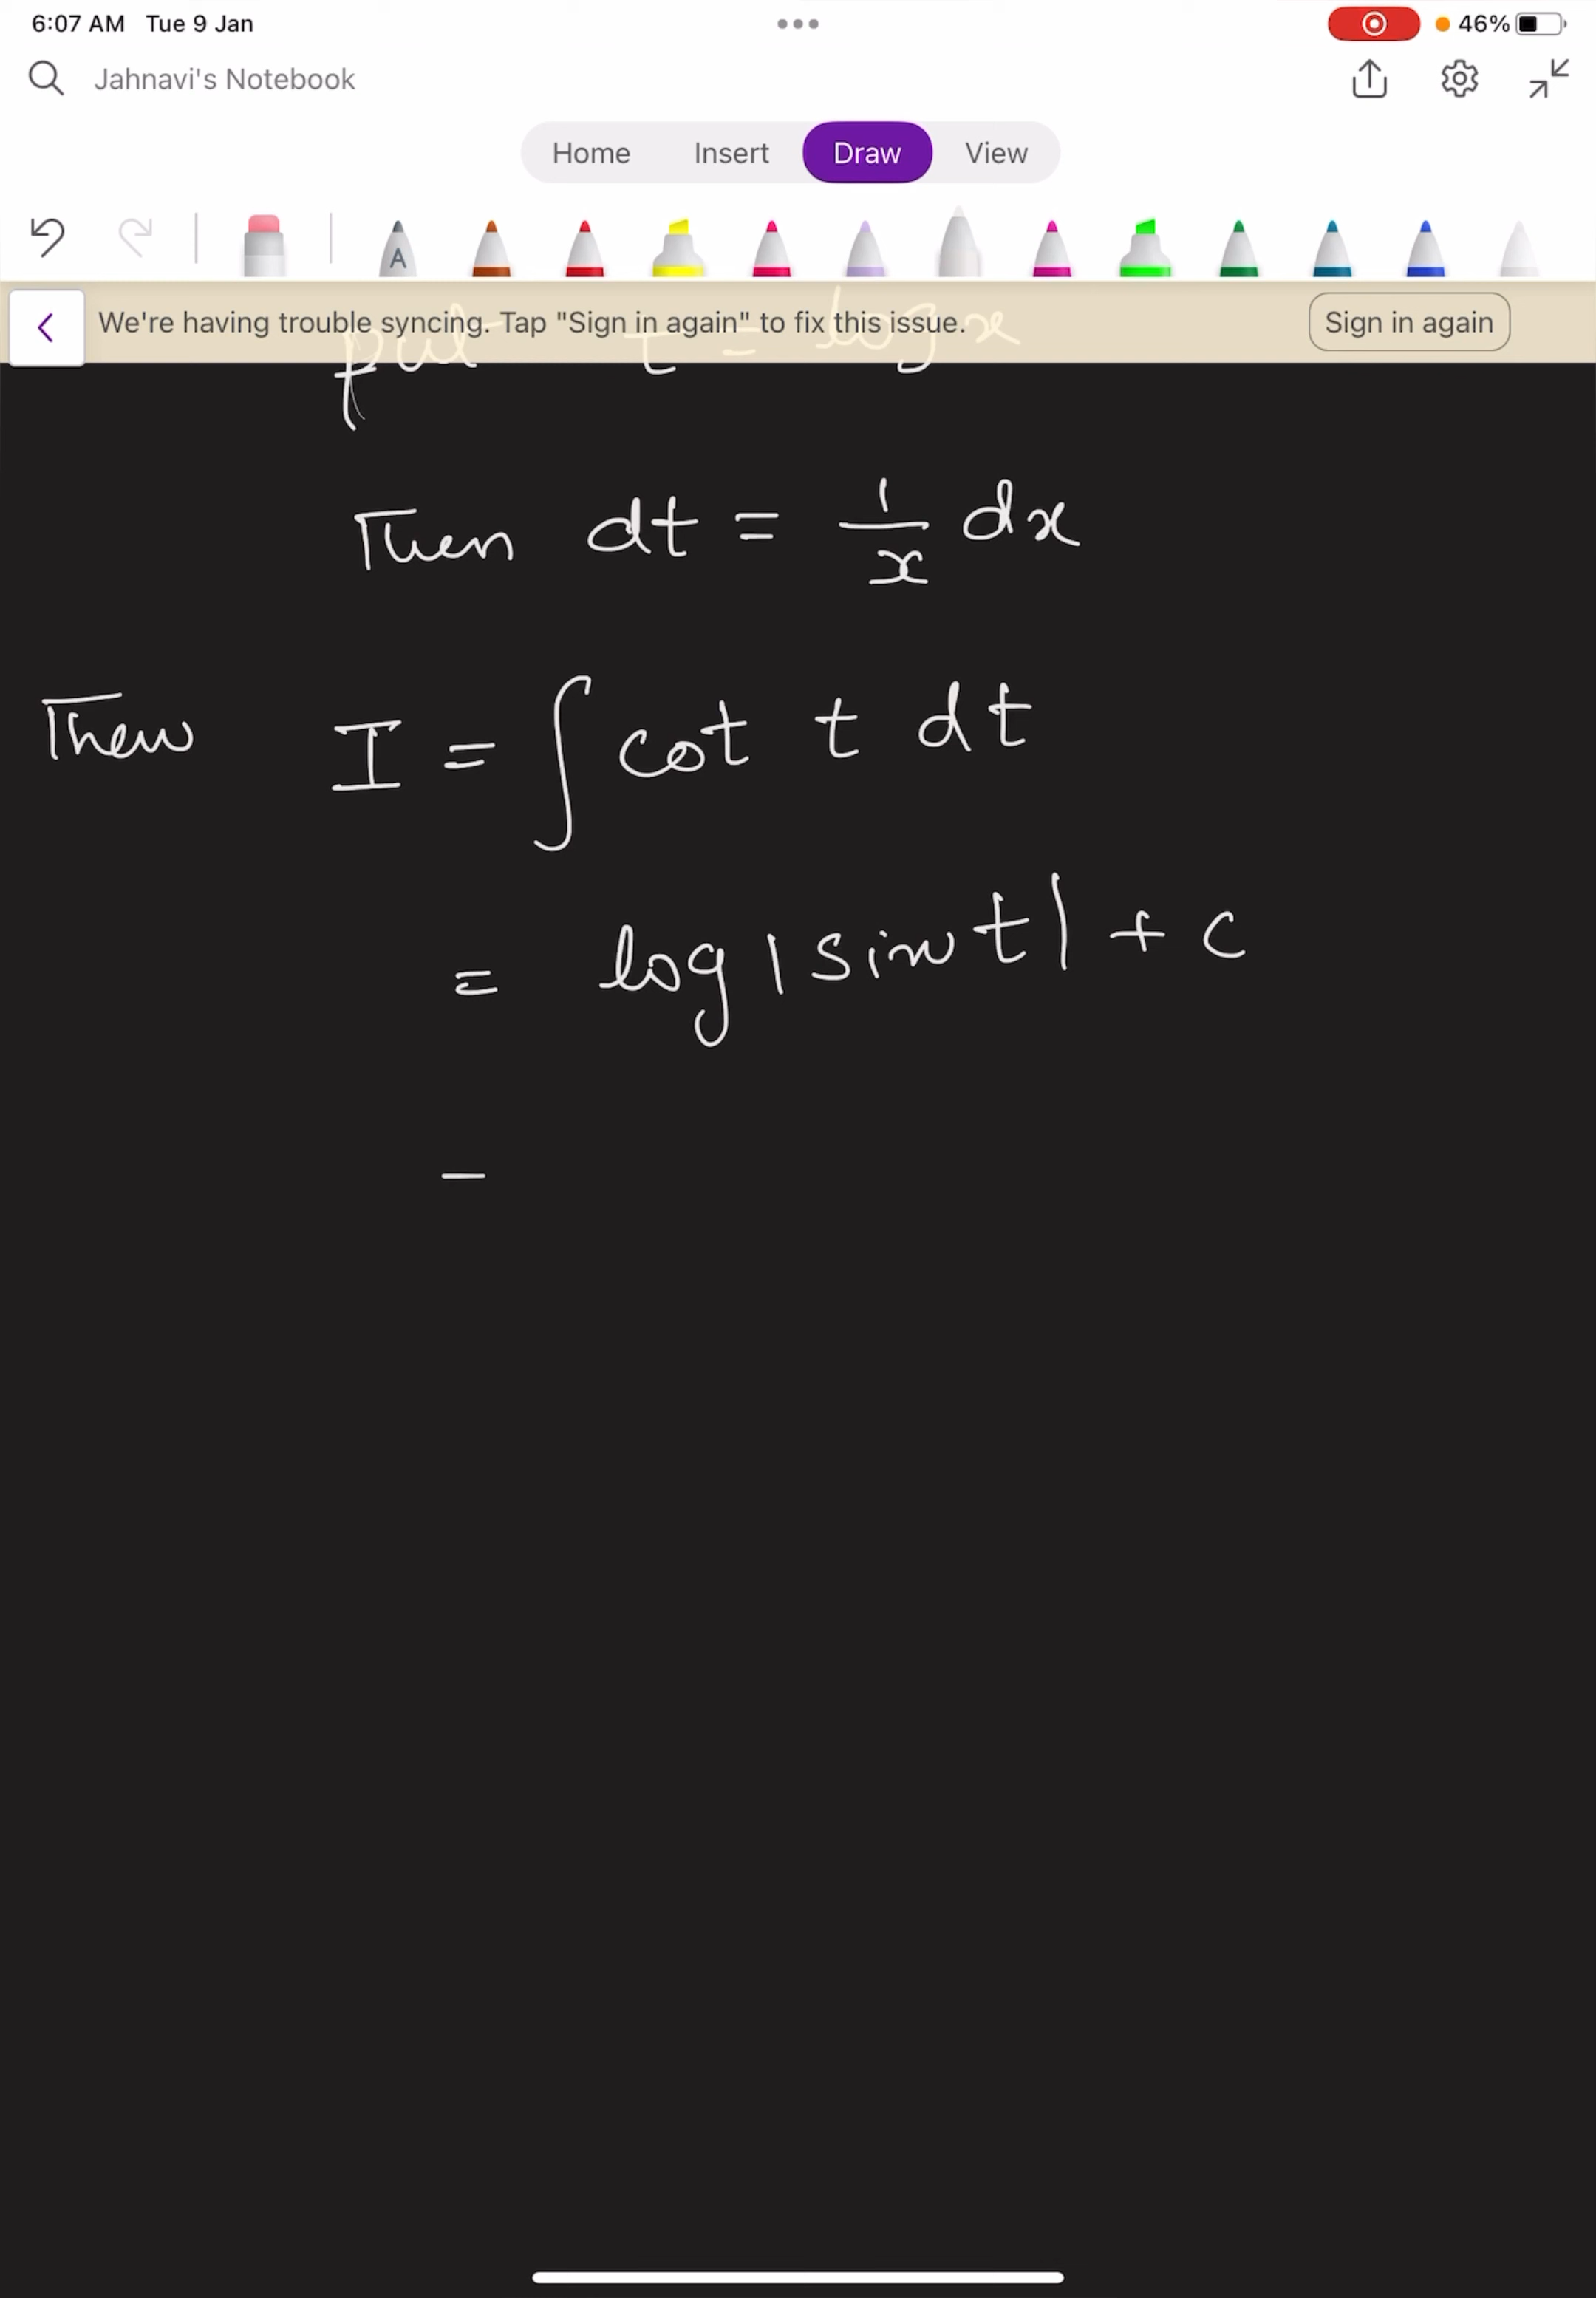 6:07 AM Tue 9 Jan
46%
Jahnavi's Notebook
Home Insert Draw View
A
We're having trouble syncing. Tap "Sign in again" to fix this issue. Sign in again
put t = log x
Then dt = 1/x dx
Then I = ∫ cot t dt
= log |sin t| + c
–